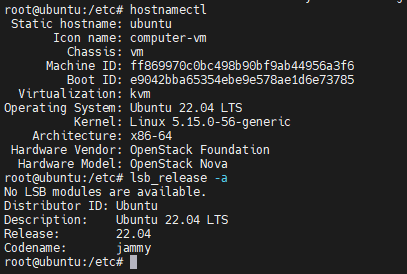 root@ubuntu:/etc# hostnamectl
Static hostname: ubuntu
Icon name: computer-vm
Chassis: vm
Machine ID: ff869970c0bc498b90bf9ab44956a3f6
Boot ID: e9042bba65354ebe9e578ae1d6e73785
Virtualization: kvm
Operating System: Ubuntu 22.04 LTS
Kernel: Linux 5.15.0-56-generic
Architecture: x86-64
Hardware Vendor: OpenStack Foundation
Hardware Model: OpenStack Nova
root@ubuntu:/etc# lsb_release -a
No LSB modules are available.
Distributor ID: Ubuntu
Description: Ubuntu 22.04 LTS
Release: 22.04
Codename: jammy
root@ubuntu:/etc#